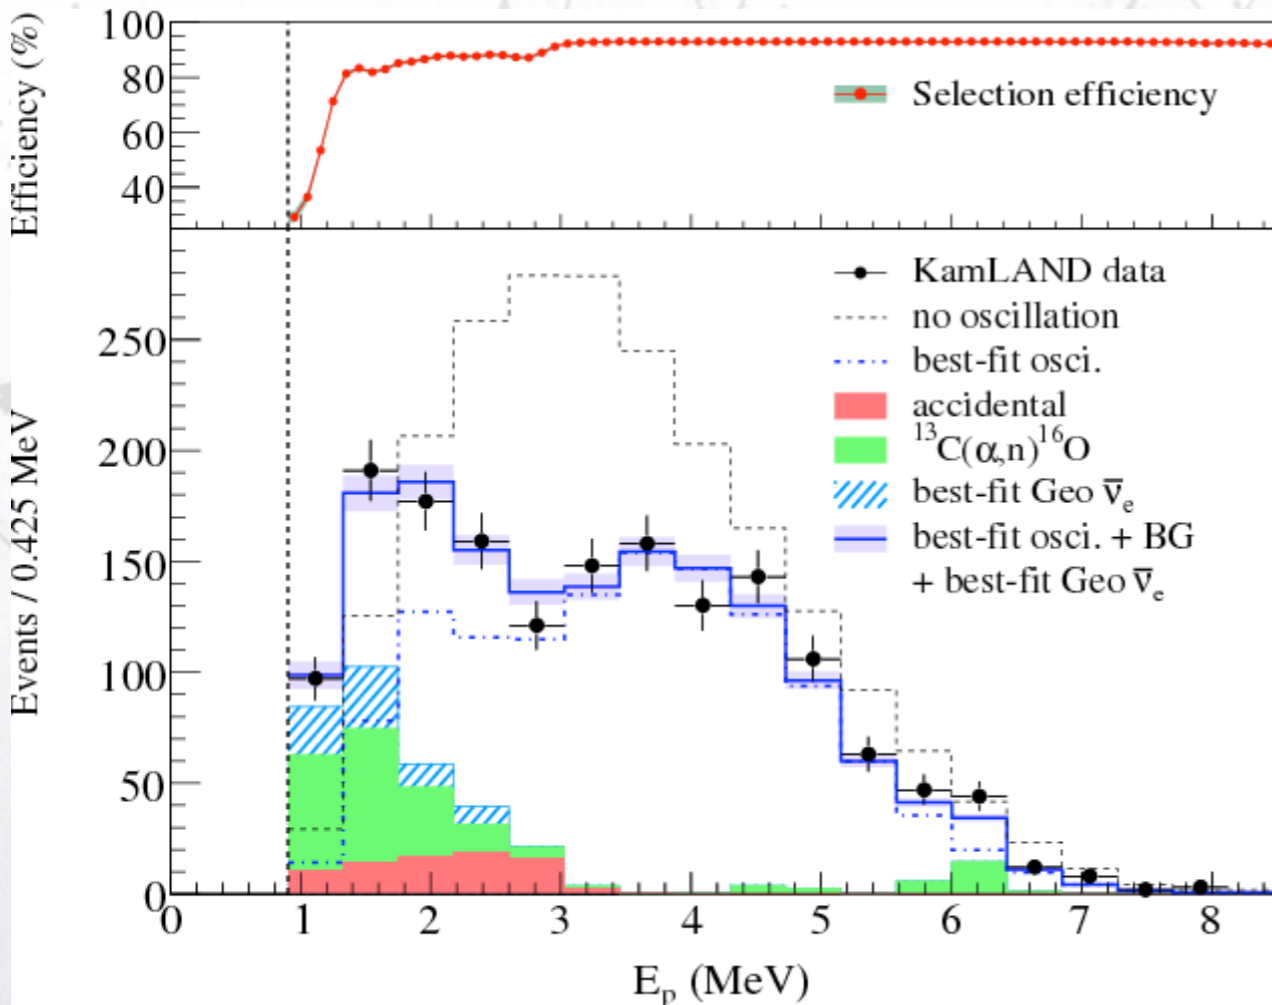 Efficiency (%)
100
80
60
40
Selection efficiency
Events / 0.425 MeV
250
200
150
100
50
0
KamLAND data
no oscillation
best-fit osci.
accidental
¹³C(α,n)¹⁶O
best-fit Geo ν̅ₑ
best-fit osci. + BG
+ best-fit Geo ν̅ₑ
0 1 2 3 4 5 6 7 8
Eₚ (MeV)